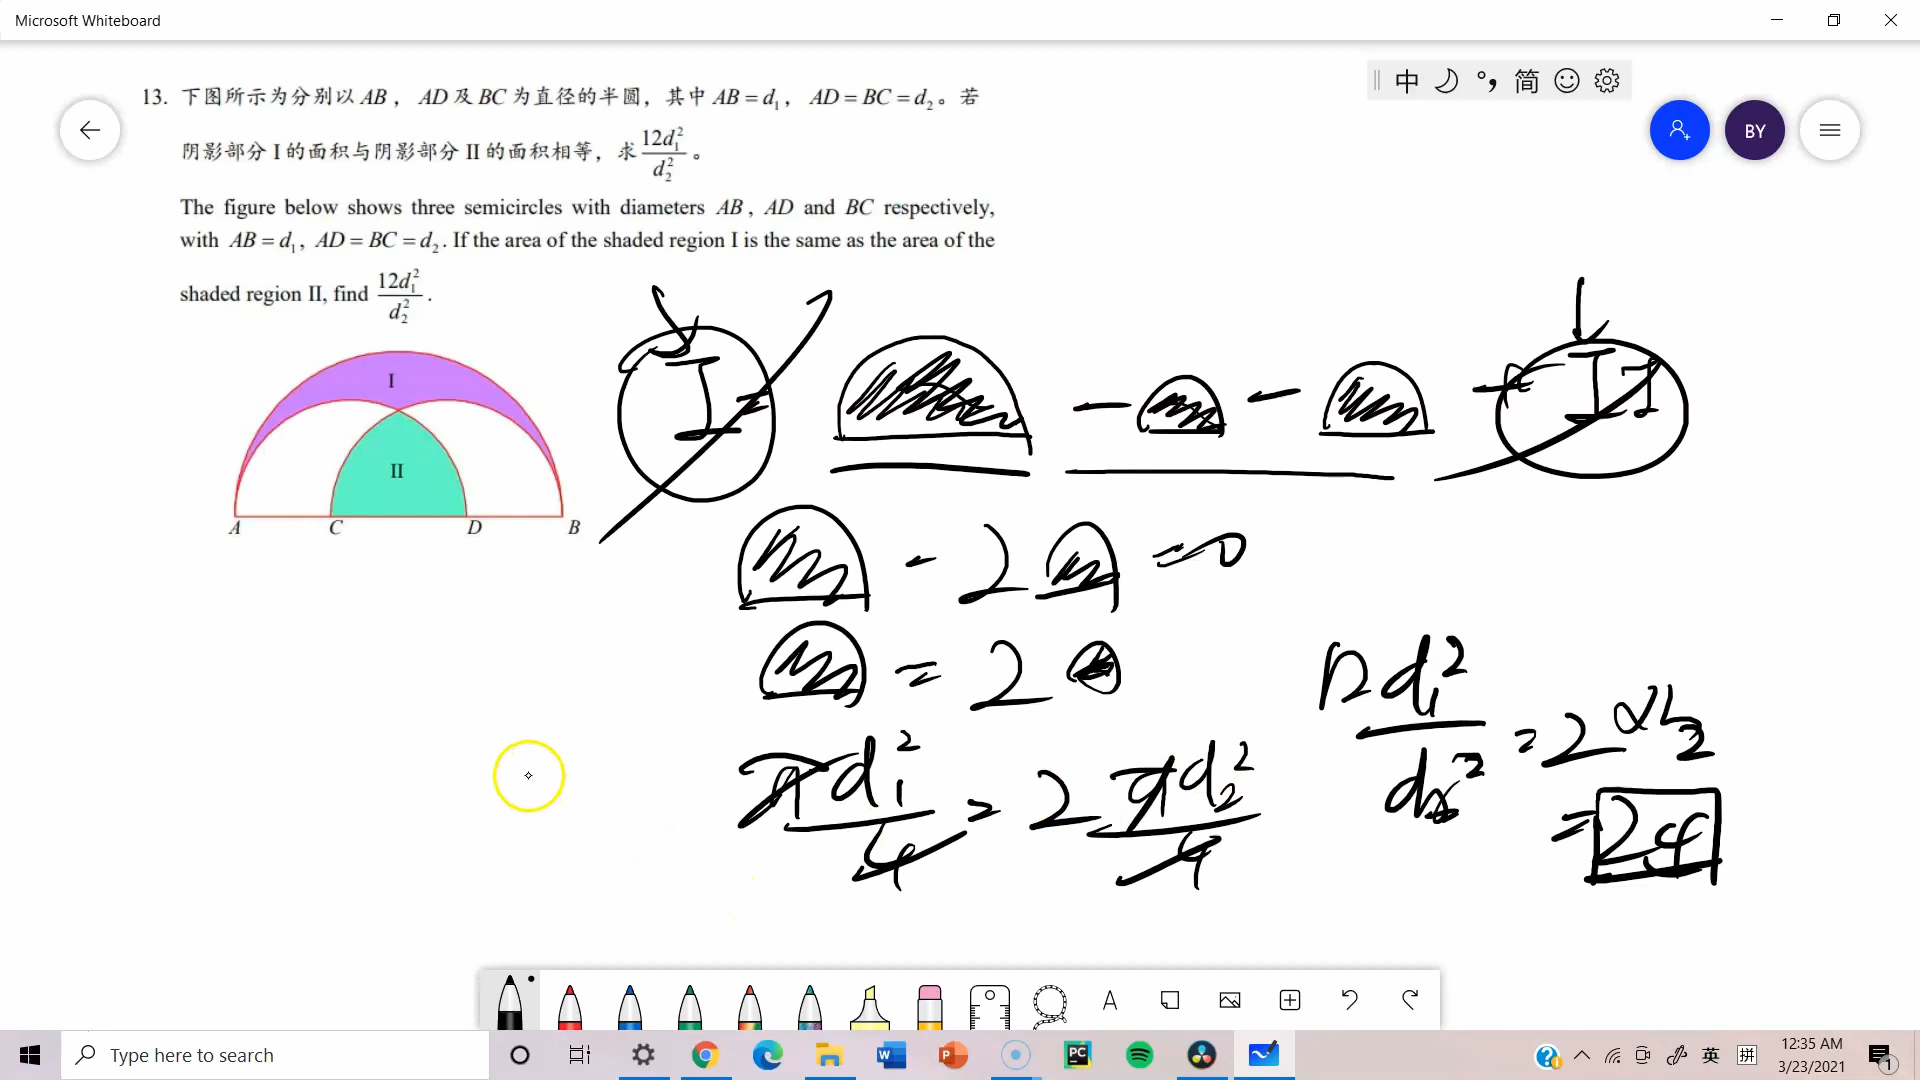 Microsoft Whiteboard
中 简
BY
13. 下图所示为分别以 AB，AD 及 BC 为直径的半圆，其中 AB = d₁，AD = BC = d₂。若
阴影部分 I 的面积与阴影部分 II 的面积相等，求 12d₁²/d₂²。
The figure below shows three semicircles with diameters AB, AD and BC respectively,
with AB = d₁, AD = BC = d₂. If the area of the shaded region I is the same as the area of the
shaded region II, find 12d₁²/d₂².
I
II
A C D B
I = − − + II
− 2 = 0
= 2
πd₁²/4 = 2 πd₂²/4
12d₁²/d₂² = 2 × 12
= 24
A
Type here to search
W P PC
英 拼
12:35 AM
3/23/2021
1